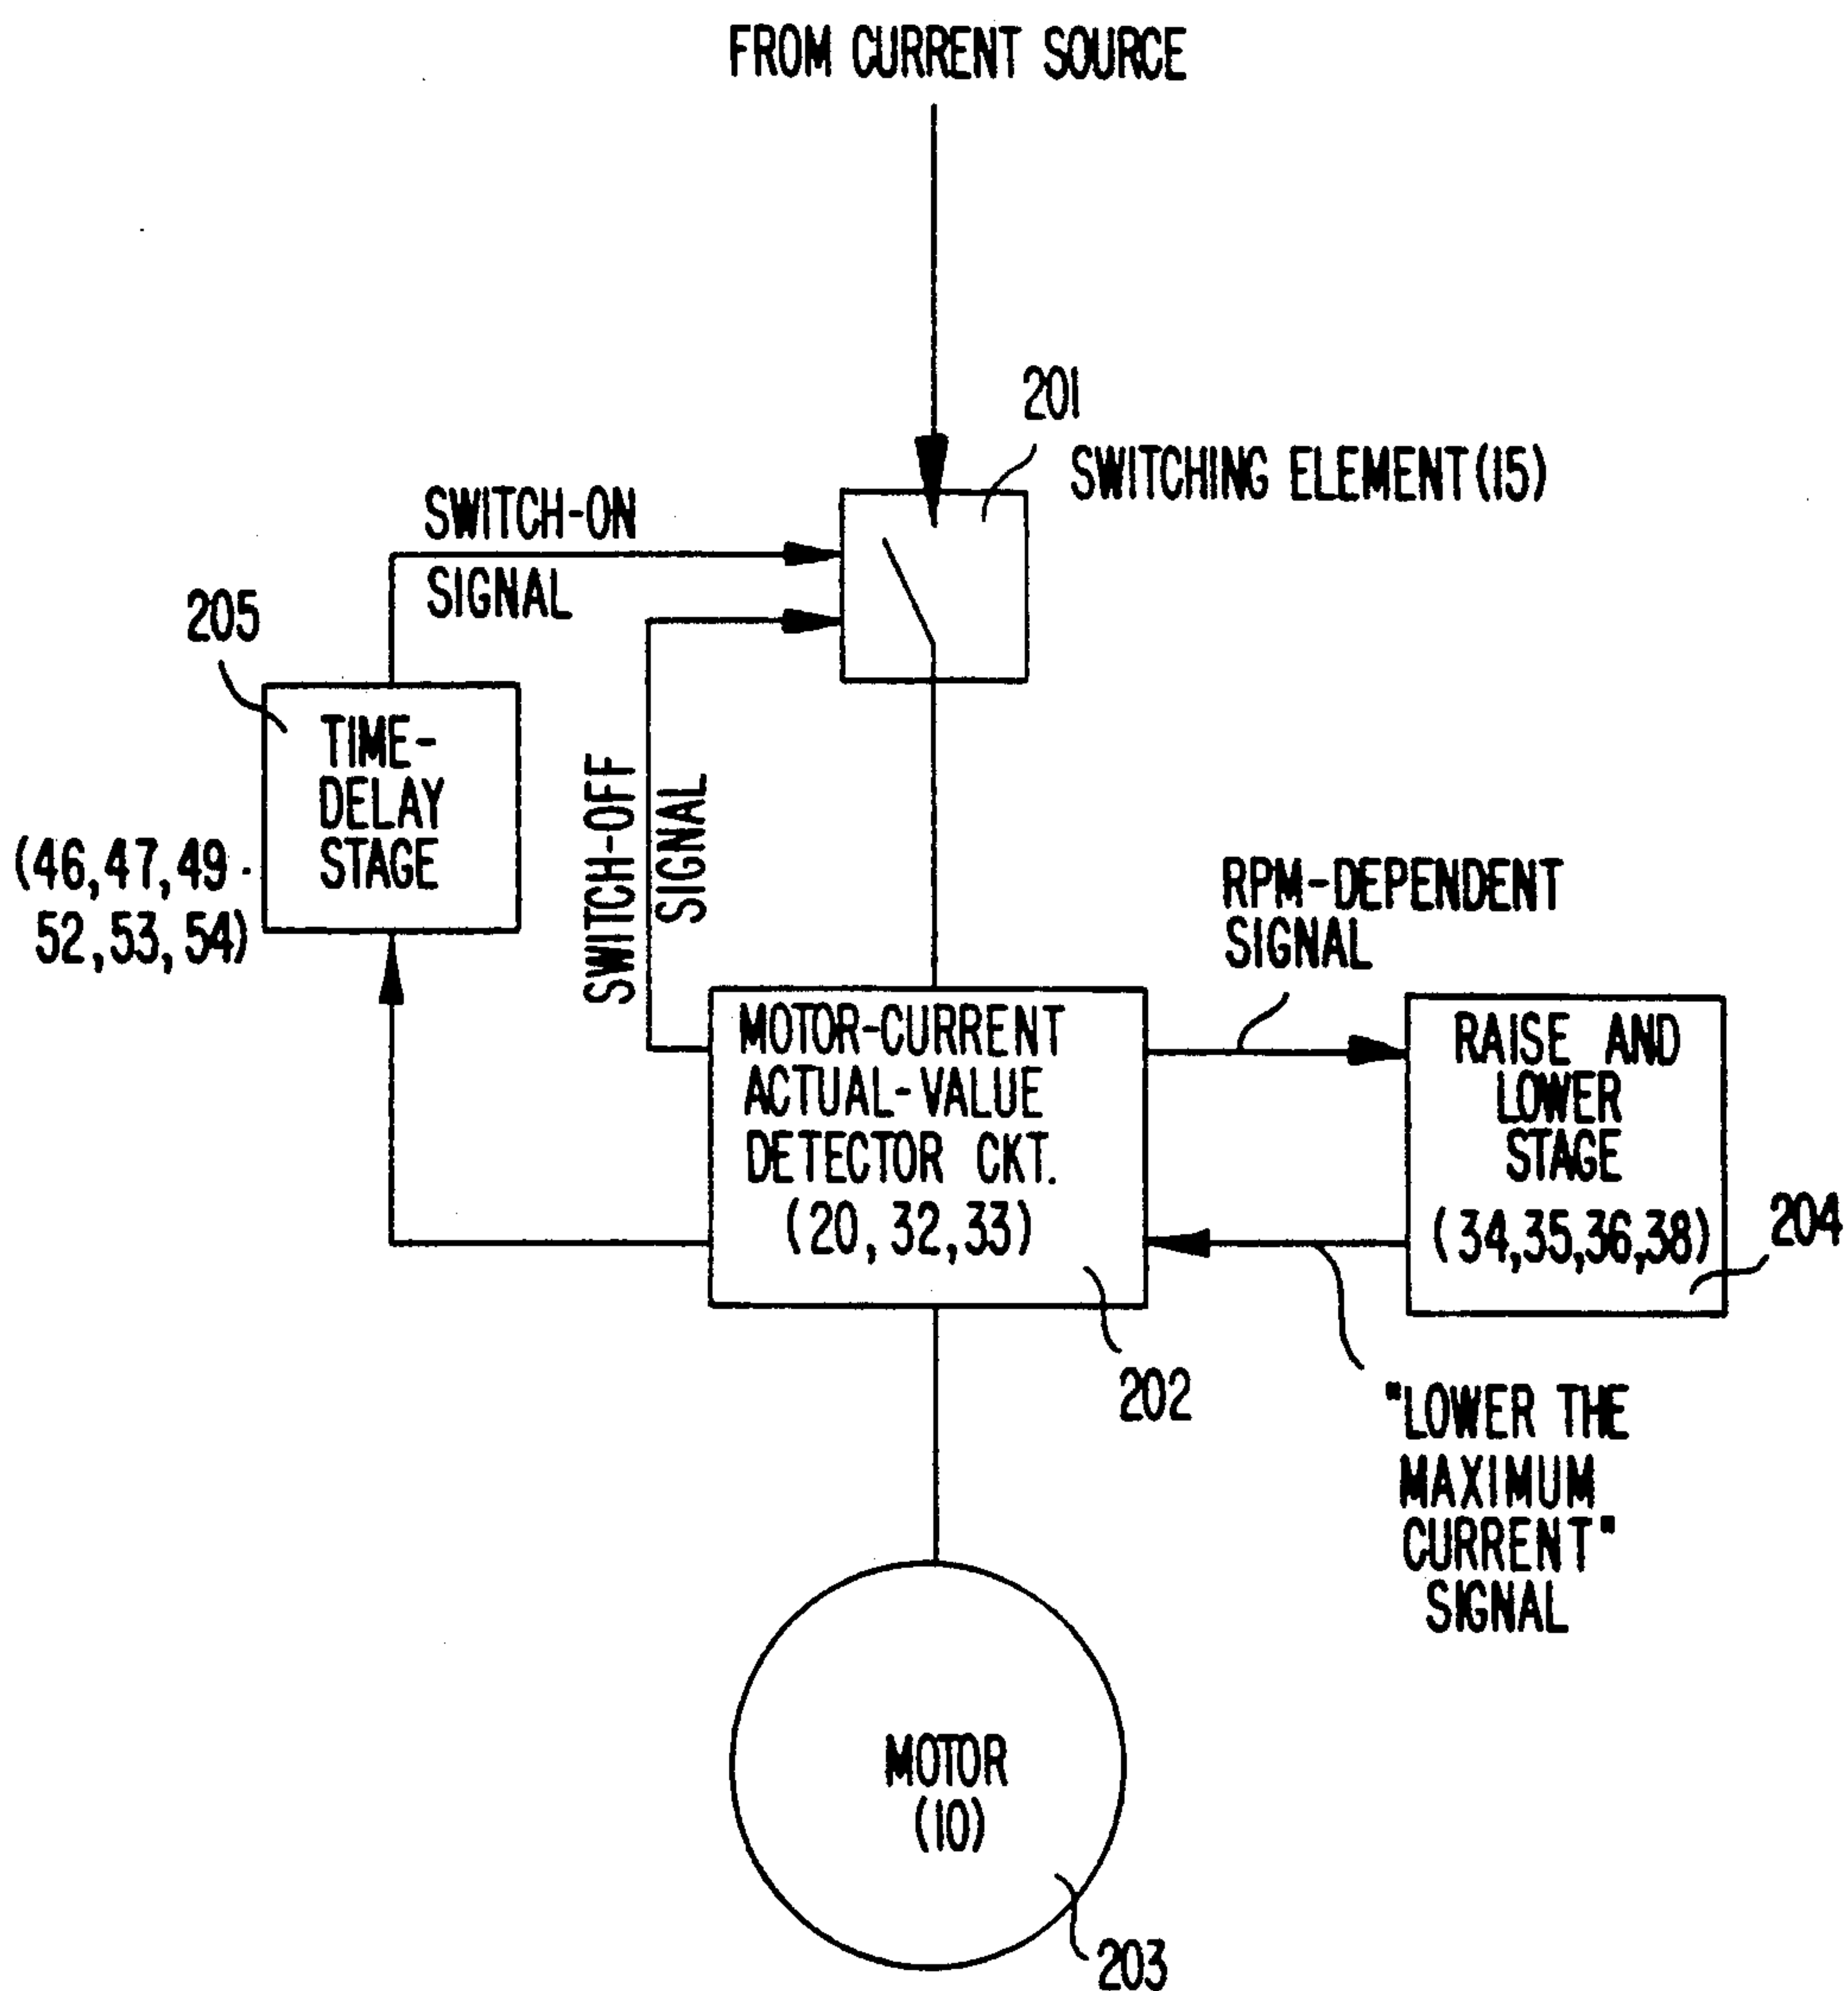 FROM CURRENT SOURCE
201
SWITCHING ELEMENT (15)
SWITCH-ON
SIGNAL
205
TIME-
DELAY
STAGE
(46,47,49
52,53,54)
SWITCH-OFF
SIGNAL
RPM-DEPENDENT
SIGNAL
MOTOR-CURRENT
ACTUAL-VALUE
DETECTOR CKT.
(20,32,33)
RAISE AND
LOWER
STAGE
(34,35,36,38)
204
202
"LOWER THE
MAXIMUM
CURRENT"
SIGNAL
MOTOR
(10)
203